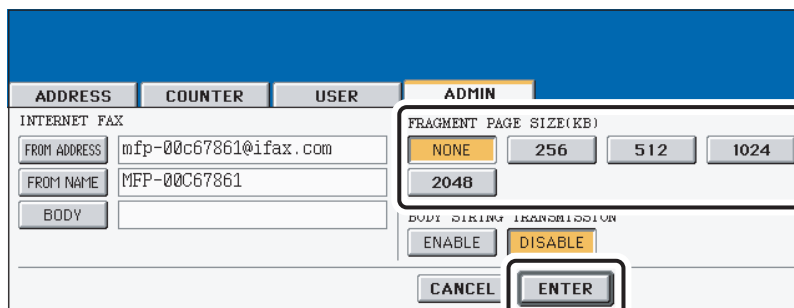 ADDRESS COUNTER USER ADMIN
INTERNET FAX
FROM ADDRESS mfp-00c67861@ifax.com
FROM NAME MFP-00C67861
BODY
FRAGMENT PAGE SIZE(KB)
NONE 256 512 1024
2048
BODY STRING TRANSMISSION
ENABLE DISABLE
CANCEL ENTER